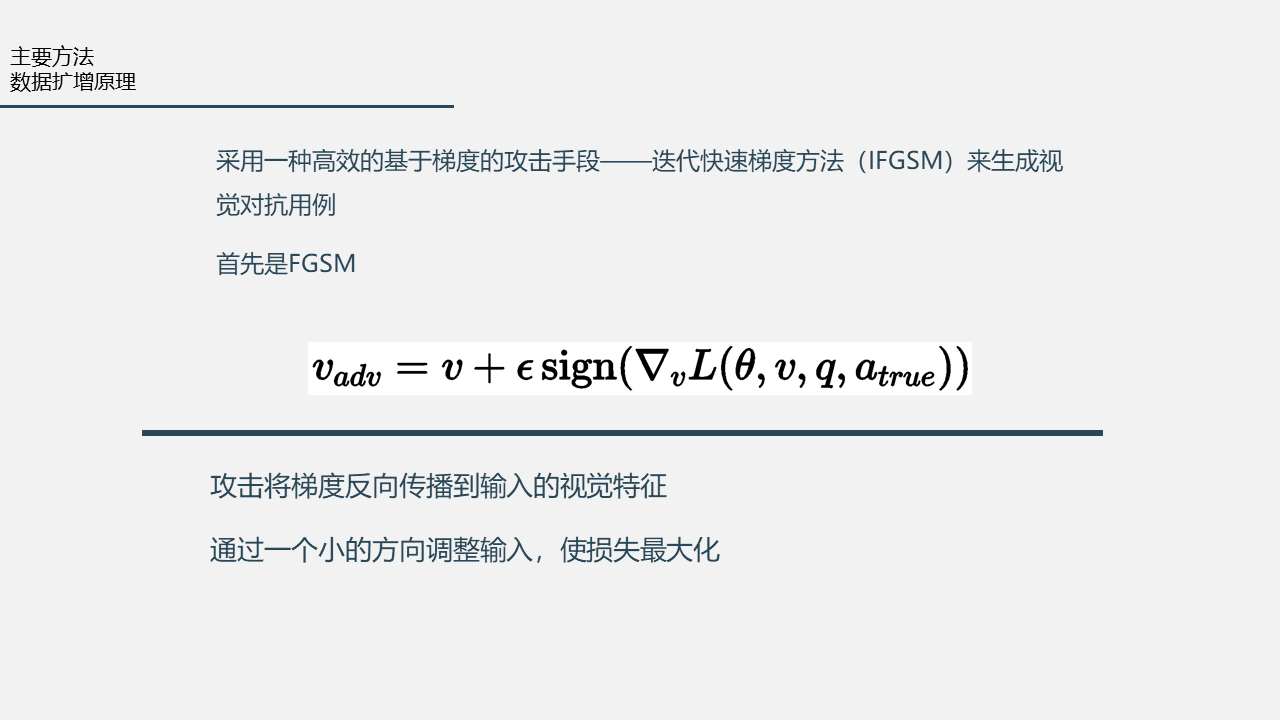 主要方法
数据扩增原理
采用一种高效的基于梯度的攻击手段——迭代快速梯度方法（IFGSM）来生成视
觉对抗用例
首先是FGSM
v_{adv} = v + ϵ sign(∇_v L(θ, v, q, a_{true}))
攻击将梯度反向传播到输入的视觉特征
通过一个小的方向调整输入，使损失最大化